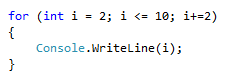 for (int i = 2; i <= 10; i+=2)
{
    Console.WriteLine(i);
}